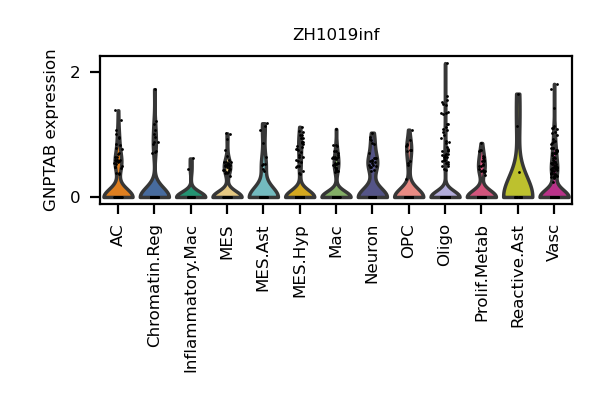 ZH1019inf
GNPTAB expression
2
0
AC
Chromatin.Reg
Inflammatory.Mac
MES
MES.Ast
MES.Hyp
Mac
Neuron
OPC
Oligo
Prolif.Metab
Reactive.Ast
Vasc